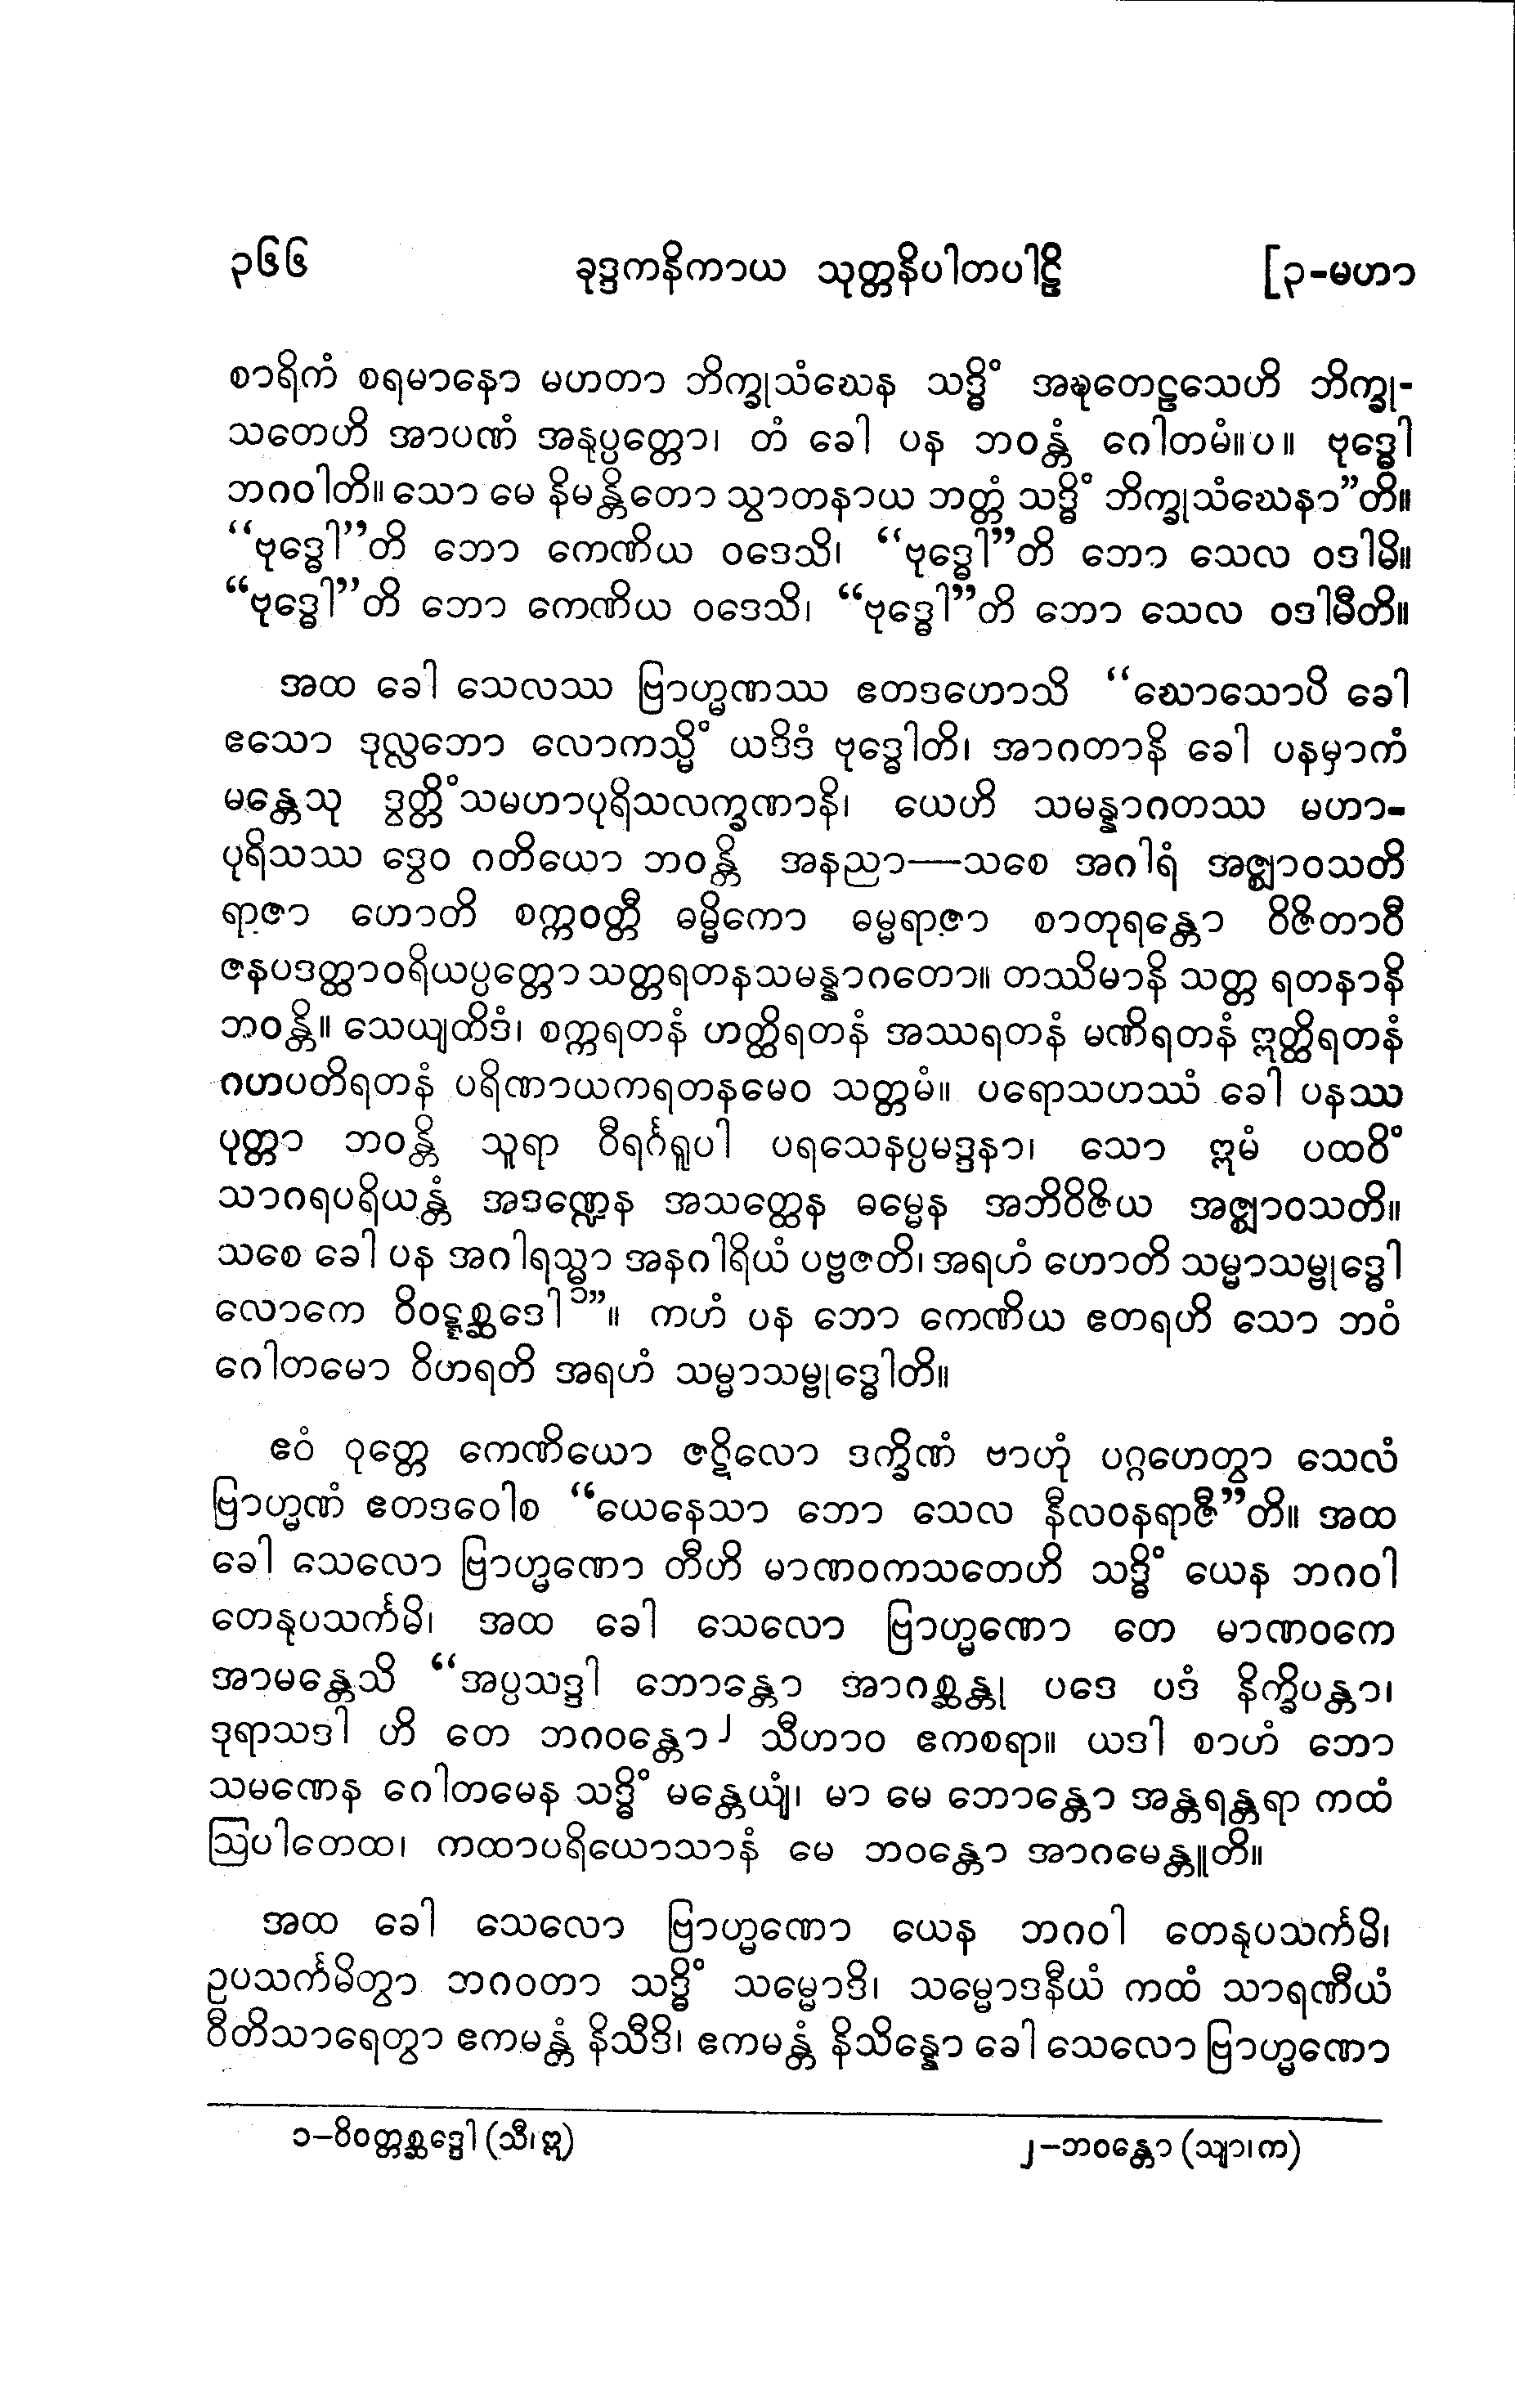 ၃၆၆ ခုဒ္ဒကနိကာယ သုတ္တနိပါတပါဠိ [၃-မဟာ
စာရိကံ စရမာနော မဟတာ ဘိက္ခုသံဃေန သဒ္ဓိံ အဍ္ဎတေဠသေဟိ ဘိက္ခု-
သတေဟိ အာပဏံ အနုပ္ပတ္တော၊ တံ ခေါ ပန ဘဝန္တံ ဂေါတမံ။ပ။ ဗုဒ္ဓေါ
ဘဂဝါတိ။ သော မေ နိမန္တိတော သွာတနာယ ဘတ္တံ သဒ္ဓိံ ဘိက္ခုသံဃေနာ”တိ။
“ဗုဒ္ဓေါ”တိ ဘော ကေဏိယ ဝဒေသိ၊ “ဗုဒ္ဓေါ”တိ ဘော သေလ ဝဒါမိ။
“ဗုဒ္ဓေါ”တိ ဘော ကေဏိယ ဝဒေသိ၊ “ဗုဒ္ဓေါ”တိ ဘော သေလ ဝဒါမီတိ။
အထ ခေါ သေလဿ ဗြာဟ္မဏဿ ဧတဒဟောသိ “ဃောသောပိ ခေါ
ဧသော ဒုလ္လဘော လောကသ္မိံ ယဒိဒံ ဗုဒ္ဓေါတိ၊ အာဂတာနိ ခေါ ပနမှာကံ
မန္တေသု ဒွတ္တိံသမဟာပုရိသလက္ခဏာနိ၊ ယေဟိ သမန္နာဂတဿ မဟာ-
ပုရိသဿ ဒွေဝ ဂတိယော ဘဝန္တိ အနညာ—သစေ အဂါရံ အဇ္ဈာဝသတိ
ရာဇာ ဟောတိ စက္ကဝတ္တီ ဓမ္မိကော ဓမ္မရာဇာ စာတုရန္တော ဝိဇိတာဝီ
ဇနပဒတ္ထာဝရိယပ္ပတ္တော သတ္တရတနသမန္နာဂတော။ တဿိမာနိ သတ္တ ရတနာနိ
ဘဝန္တိ။ သေယျထိဒံ၊ စက္ကရတနံ ဟတ္ထိရတနံ အဿရတနံ မဏိရတနံ ဣတ္ထိရတနံ
ဂဟပတိရတနံ ပရိဏာယကရတနမေဝ သတ္တမံ။ ပရောသဟဿံ ခေါ ပနဿ
ပုတ္တာ ဘဝန္တိ သူရာ ဝီရင်္ဂရူပါ ပရသေနပ္ပမဒ္ဒနာ၊ သော ဣမံ ပထဝိံ
သာဂရပရိယန္တံ အဒဏ္ဍေန အသတ္ထေန ဓမ္မေန အဘိဝိဇိယ အဇ္ဈာဝသတိ။
သစေ ခေါ ပန အဂါရသ္မာ အနဂါရိယံ ပဗ္ဗဇတိ၊ အရဟံ ဟောတိ သမ္မာသမ္ဗုဒ္ဓေါ
လောကေ ဝိဝဋ္ဋစ္ဆဒေါ၁”။ ကဟံ ပန ဘော ကေဏိယ ဧတရဟိ သော ဘဝံ
ဂေါတမော ဝိဟရတိ အရဟံ သမ္မာသမ္ဗုဒ္ဓေါတိ။
ဧဝံ ဝုတ္တေ ကေဏိယော ဇဋိလော ဒက္ခိဏံ ဗာဟုံ ပဂ္ဂဟေတွာ သေလံ
ဗြာဟ္မဏံ ဧတဒဝေါစ “ယေနေသာ ဘော သေလ နီလဝနရာဇီ”တိ။ အထ
ခေါ သေလော ဗြာဟ္မဏော တီဟိ မာဏဝကသတေဟိ သဒ္ဓိံ ယေန ဘဂဝါ
တေနုပသင်္ကမိ၊ အထ ခေါ သေလော ဗြာဟ္မဏော တေ မာဏဝကေ
အာမန္တေသိ “အပ္ပသဒ္ဒါ ဘောန္တော အာဂစ္ဆန္တု ပဒေ ပဒံ နိက္ခိပန္တာ၊
ဒုရာသဒါ ဟိ တေ ဘဂဝန္တော၂ သီဟာဝ ဧကစရာ။ ယဒါ စာဟံ ဘော
သမဏေန ဂေါတမေန သဒ္ဓိံ မန္တေယျံ၊ မာ မေ ဘောန္တော အန္တရန္တရာ ကထံ
ဩပါတေထ၊ ကထာပရိယောသာနံ မေ ဘဝန္တော အာဂမေန္တူတိ။
အထ ခေါ သေလော ဗြာဟ္မဏော ယေန ဘဂဝါ တေနုပသင်္ကမိ၊
ဥပသင်္ကမိတွာ ဘဂဝတာ သဒ္ဓိံ သမ္မောဒိ၊ သမ္မောဒနီယံ ကထံ သာရဏီယံ
ဝီတိသာရေတွာ ဧကမန္တံ နိသီဒိ၊ ဧကမန္တံ နိသိန္နော ခေါ သေလော ဗြာဟ္မဏော
၁-ဝိဝတ္တစ္ဆဒ္ဒေါ (သီ၊ဣ) ၂-ဘဝန္တော (သျာ၊က)